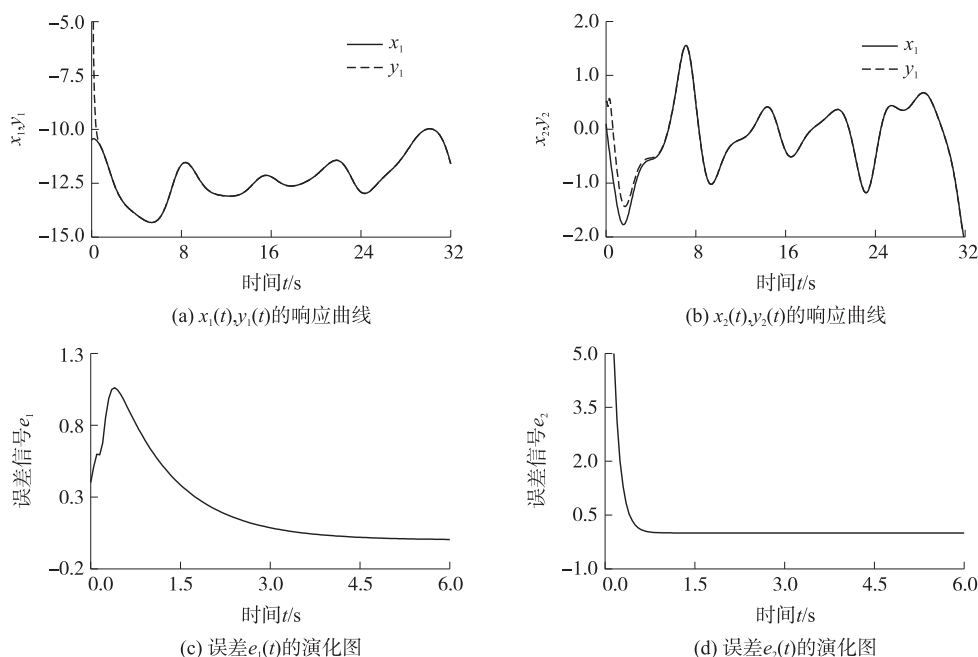 -5.0
-7.5
-10.0
-12.5
-15.0
x₁,y₁
x₁
y₁
0 8 16 24 32
时间t/s
(a) x₁(t),y₁(t)的响应曲线
2.0
1.0
0.0
-1.0
-2.0
x₂,y₂
x₁
y₁
0 8 16 24 32
时间t/s
(b) x₂(t),y₂(t)的响应曲线
1.3
0.8
0.3
-0.2
误差信号e₁
0.0 1.5 3.0 4.5 6.0
时间t/s
(c) 误差e₁(t)的演化图
5.0
3.5
2.0
0.5
-1.0
误差信号e₂
0.0 1.5 3.0 4.5 6.0
时间t/s
(d) 误差e₂(t)的演化图